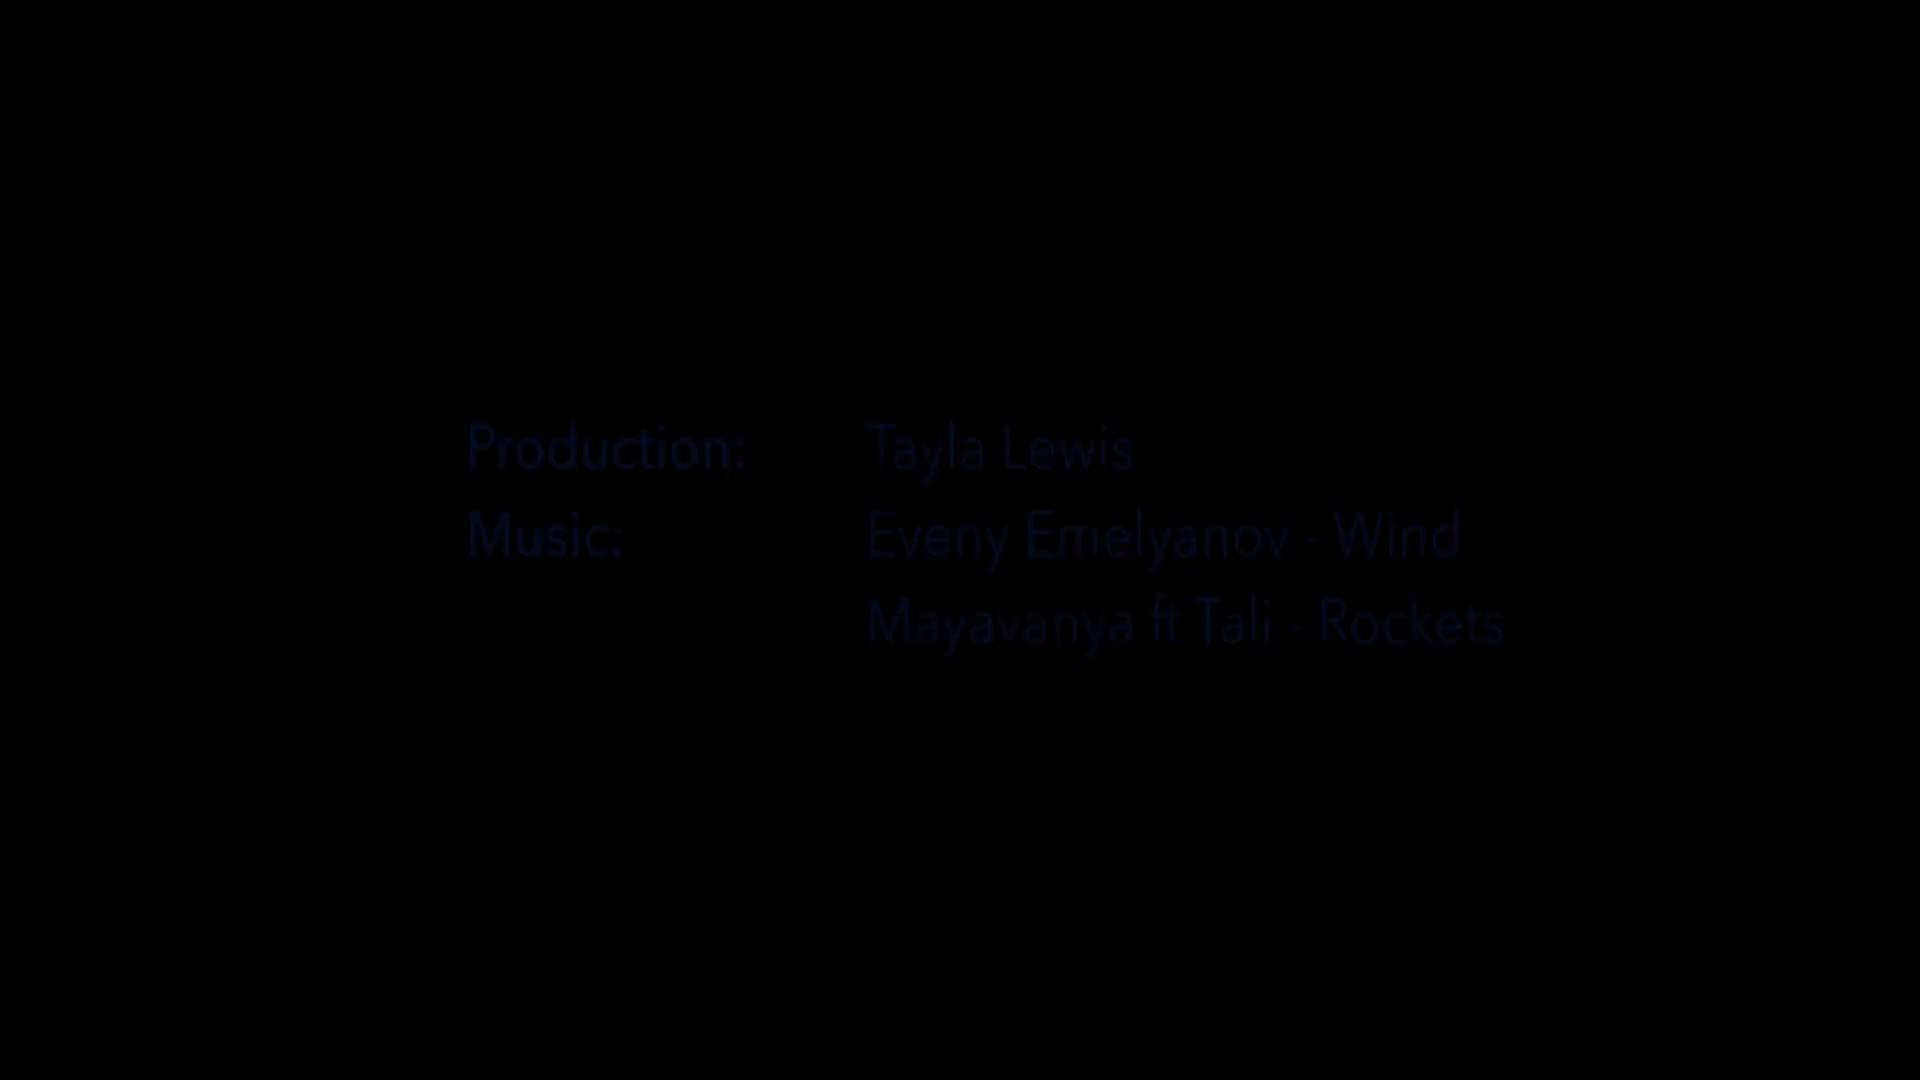 Production: Tayla Lewis
Music: Eveny Emelyanov - Wind
Mayavanya ft Tali - Rockets